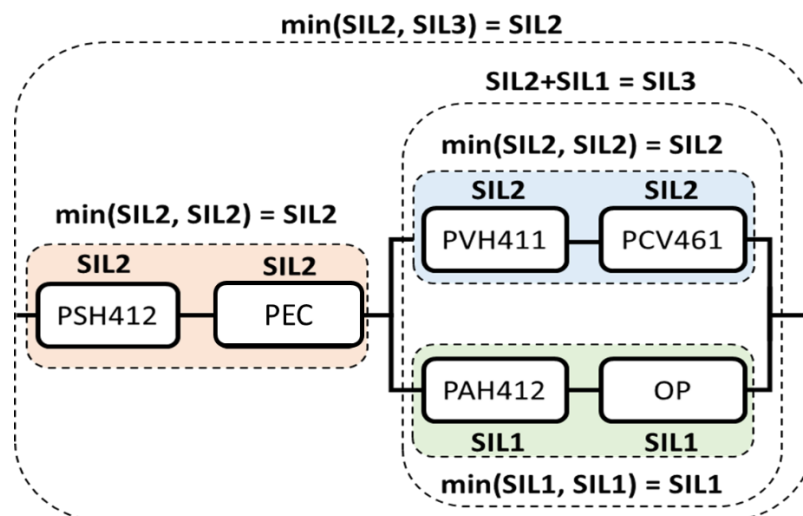 min(SIL2, SIL3) = SIL2
SIL2+SIL1 = SIL3
min(SIL2, SIL2) = SIL2
SIL2 SIL2
PVH411 PCV461
min(SIL2, SIL2) = SIL2
SIL2 SIL2
PSH412 PEC
PAH412 OP
SIL1 SIL1
min(SIL1, SIL1) = SIL1